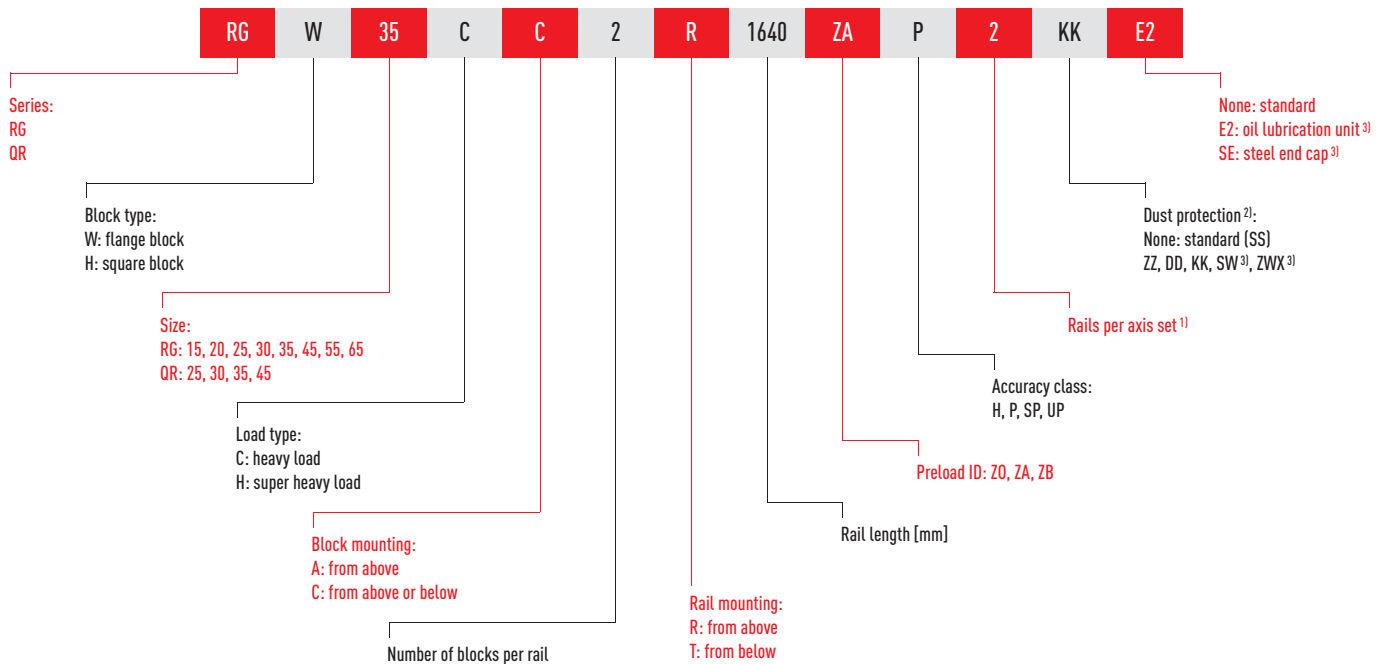 RG W 35 C C 2 R 1640 ZA P 2 KK E2
Series:
RG
QR
None: standard
E2: oil lubrication unit 3)
SE: steel end cap 3)
Block type:
W: flange block
H: square block
Dust protection 2):
None: standard (SS)
ZZ, DD, KK, SW 3), ZWX 3)
Size:
RG: 15, 20, 25, 30, 35, 45, 55, 65
QR: 25, 30, 35, 45
Rails per axis set 1)
Accuracy class:
H, P, SP, UP
Load type:
C: heavy load
H: super heavy load
Preload ID: Z0, ZA, ZB
Rail length [mm]
Block mounting:
A: from above
C: from above or below
Rail mounting:
R: from above
T: from below
Number of blocks per rail